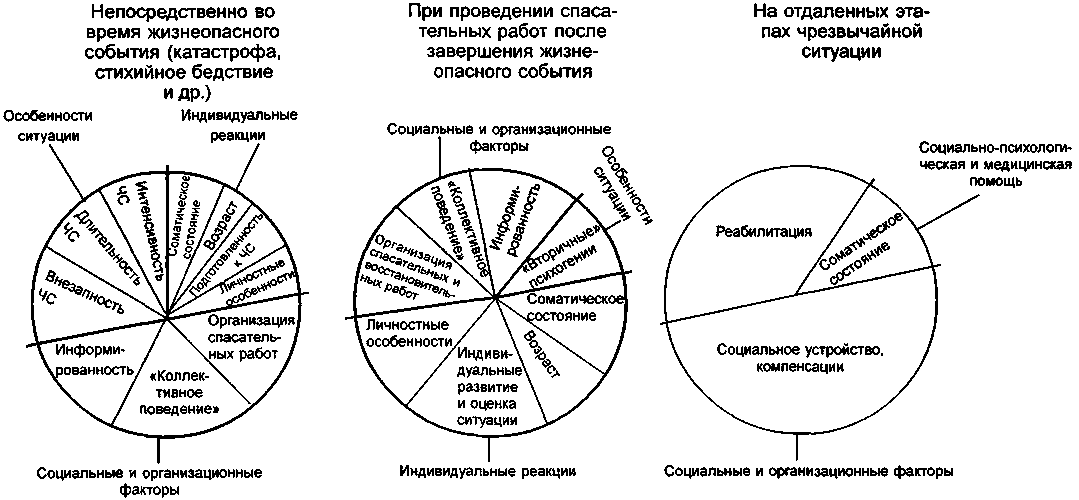 Непосредственно во
время жизнеопасного
события (катастрофа,
стихийное бедствие
и др.)
Особенности
ситуации
Индивидуальные
реакции
Внезапность
ЧС
Длительность
ЧС
Интенсивность
ЧС
Соматическое
состояние
Возраст
Подготовленность
к ЧС
Личностные
особенности
Организация
спасатель-
ных работ
«Коллек-
тивное
поведение»
Информи-
рованность
Социальные и организационные
факторы
При проведении спаса-
тельных работ после
завершения жизне-
опасного события
Социальные и организационные
факторы
Особенности
ситуации
Организация
спасательных и
восстановитель-
ных работ
«Коллективное
поведение»
Информи-
рованность
«Вторичные»
психогении
Соматическое
состояние
Возраст
Индиви-
дуальные
развитие
и оценка
ситуации
Личностные
особенности
Индивидуальные реакции
На отдаленных эта-
пах чрезвычайной
ситуации
Социально-психологи-
ческая и медицинская
помощь
Реабилитация
Соматическое
состояние
Социальное устройство,
компенсации
Социальные и организационные факторы